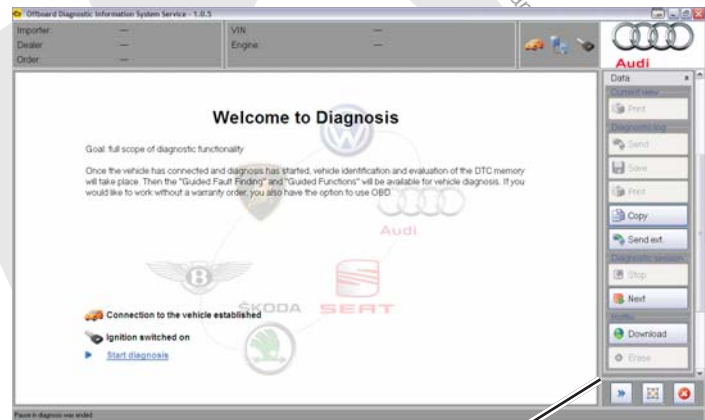 Offboard Diagnostic Information System Service - 1.0.5
Importer: — VIN —
Dealer: — Engine: —
Order: —
Audi
Data
Current view
Print
Diagnostic log
Send
Save
Print
Copy
Send ext.
Diagnostic session
Stop
Next
Hotfix
Download
Erase
Welcome to Diagnosis
Goal: full scope of diagnostic functionality
Once the vehicle has connected and diagnosis has started, vehicle identification and evaluation of the DTC memory
will take place. Then the "Guided Fault Finding" and "Guided Functions" will be available for vehicle diagnosis. If you
would like to work without a warranty order, you also have the option to use OBD.
Audi
B
ŠKODA SEAT
Connection to the vehicle established
Ignition switched on
Start diagnosis
Pause in diagnosis was ended